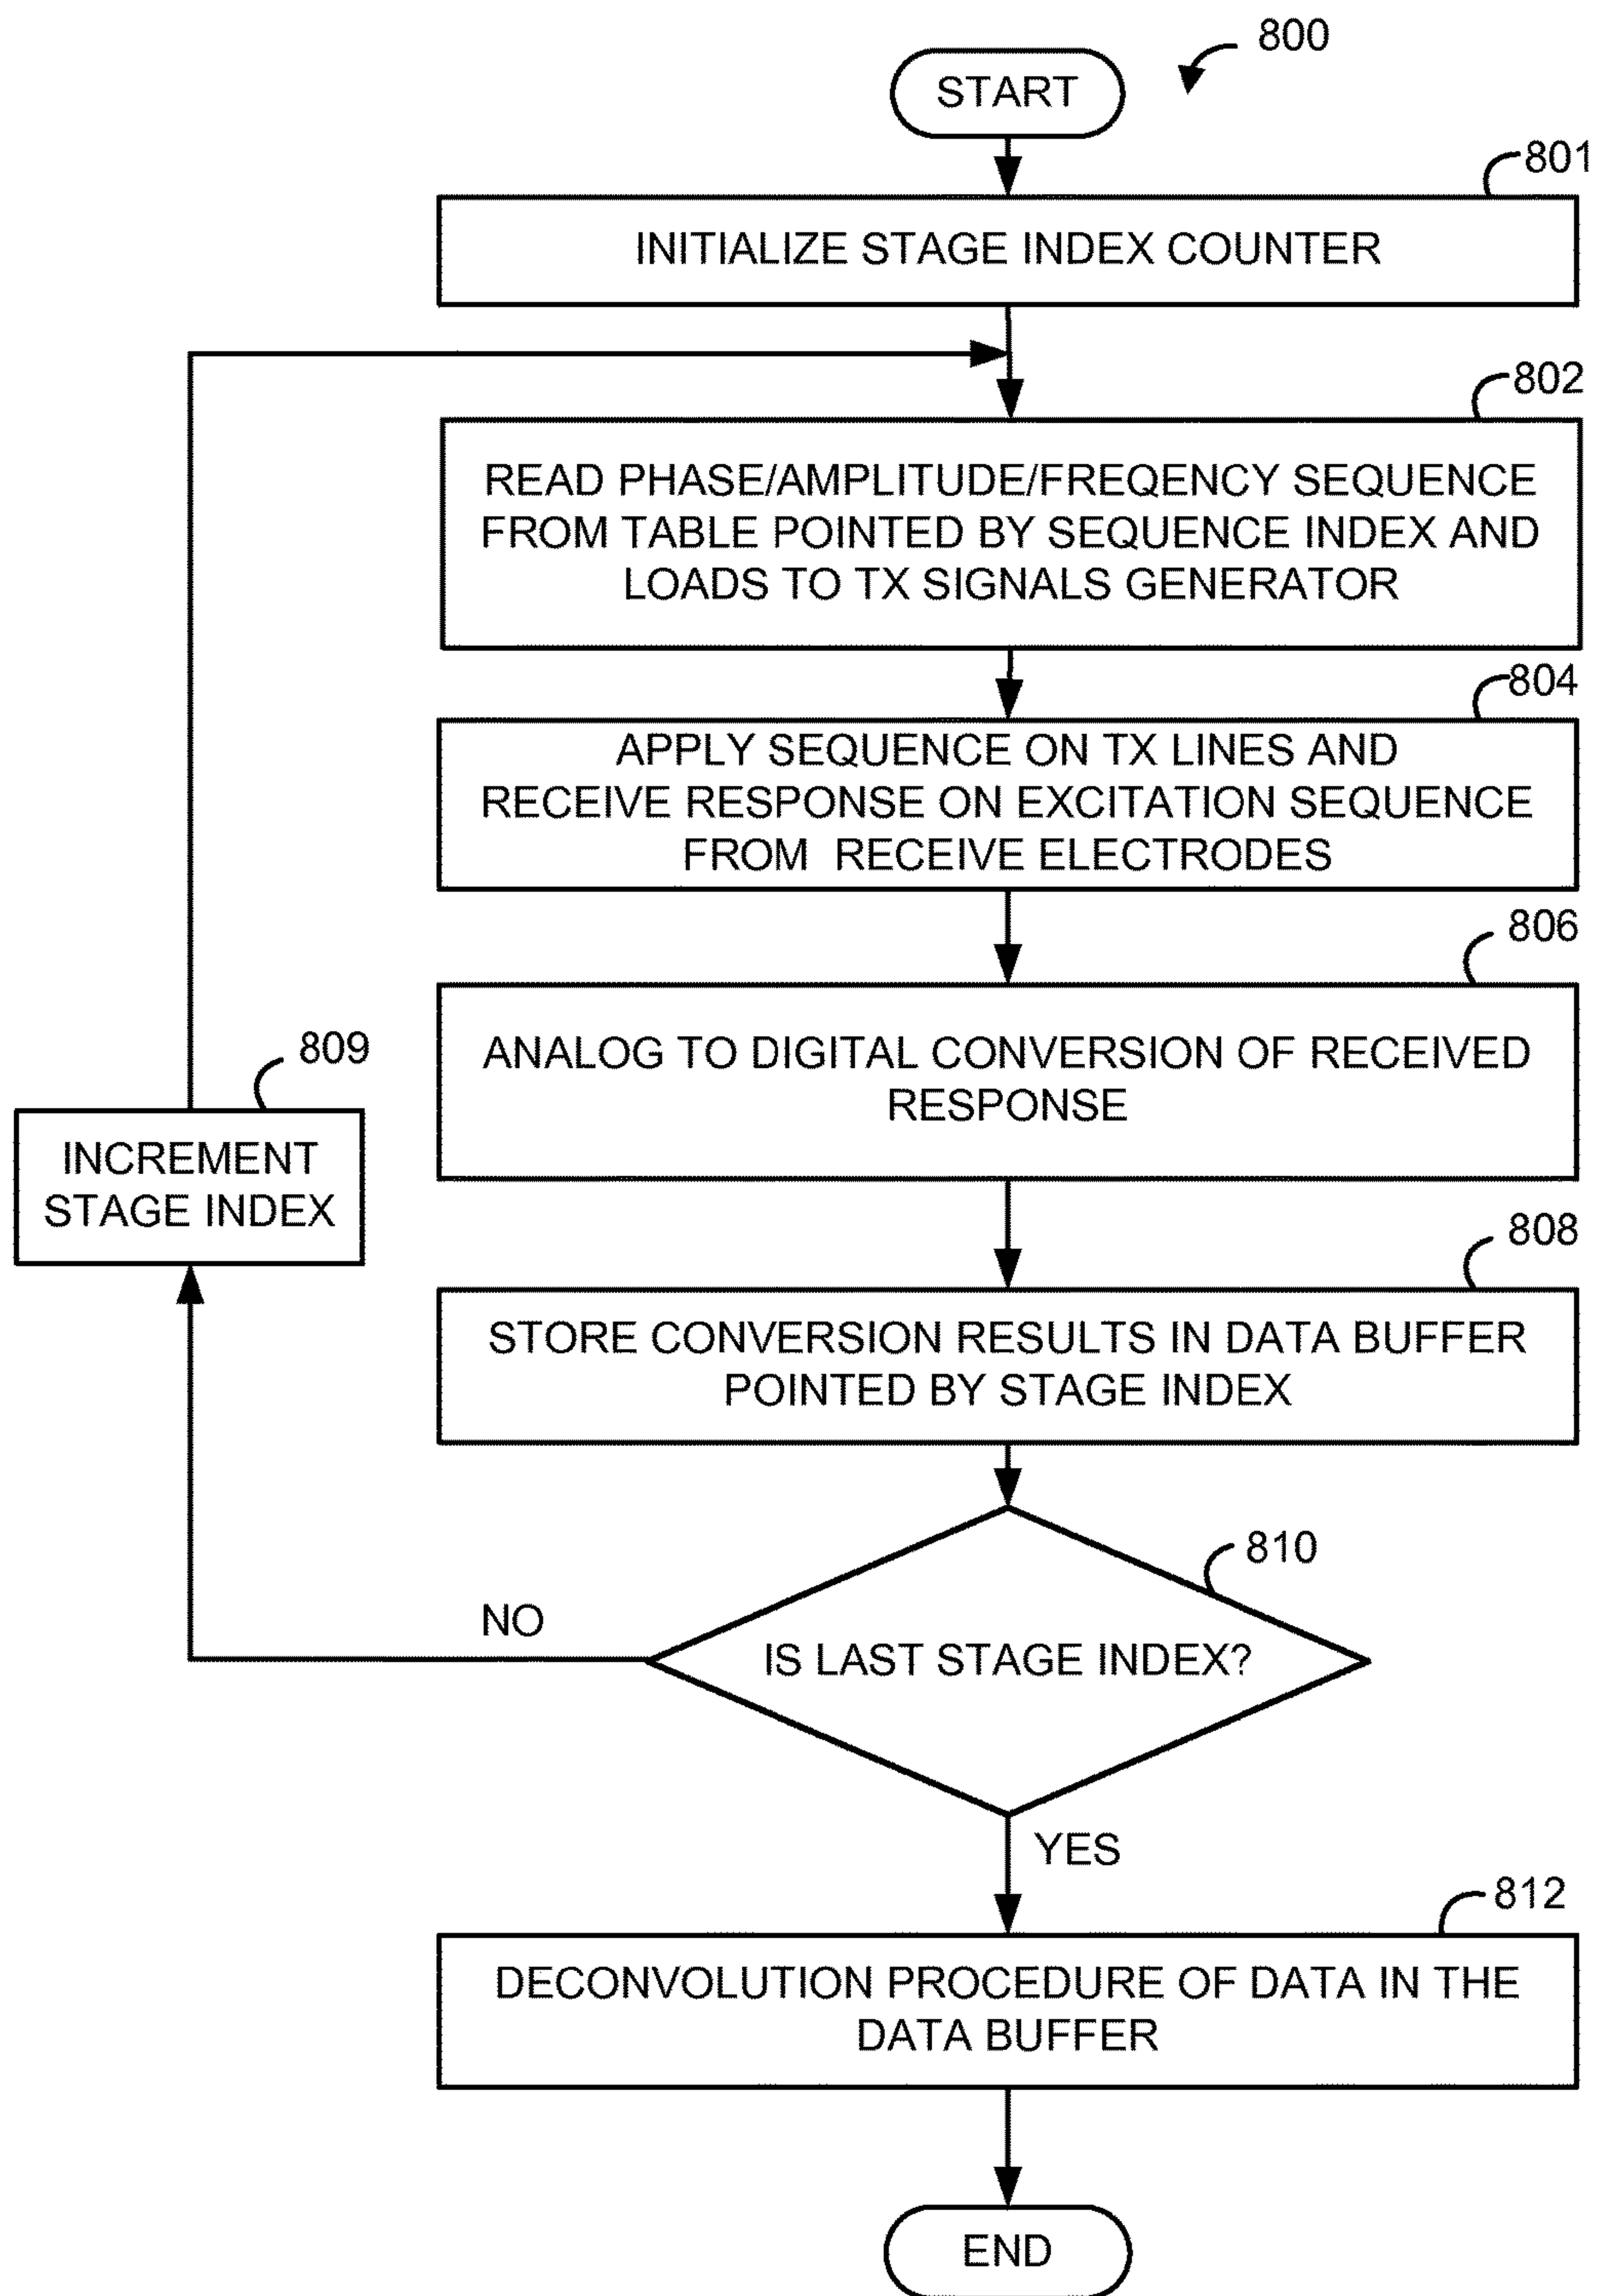 800
START
801
INITIALIZE STAGE INDEX COUNTER
802
READ PHASE/AMPLITUDE/FREQENCY SEQUENCE
FROM TABLE POINTED BY SEQUENCE INDEX AND
LOADS TO TX SIGNALS GENERATOR
804
APPLY SEQUENCE ON TX LINES AND
RECEIVE RESPONSE ON EXCITATION SEQUENCE
FROM RECEIVE ELECTRODES
806
ANALOG TO DIGITAL CONVERSION OF RECEIVED
RESPONSE
809
INCREMENT
STAGE INDEX
808
STORE CONVERSION RESULTS IN DATA BUFFER
POINTED BY STAGE INDEX
810
NO
IS LAST STAGE INDEX?
YES
812
DECONVOLUTION PROCEDURE OF DATA IN THE
DATA BUFFER
END